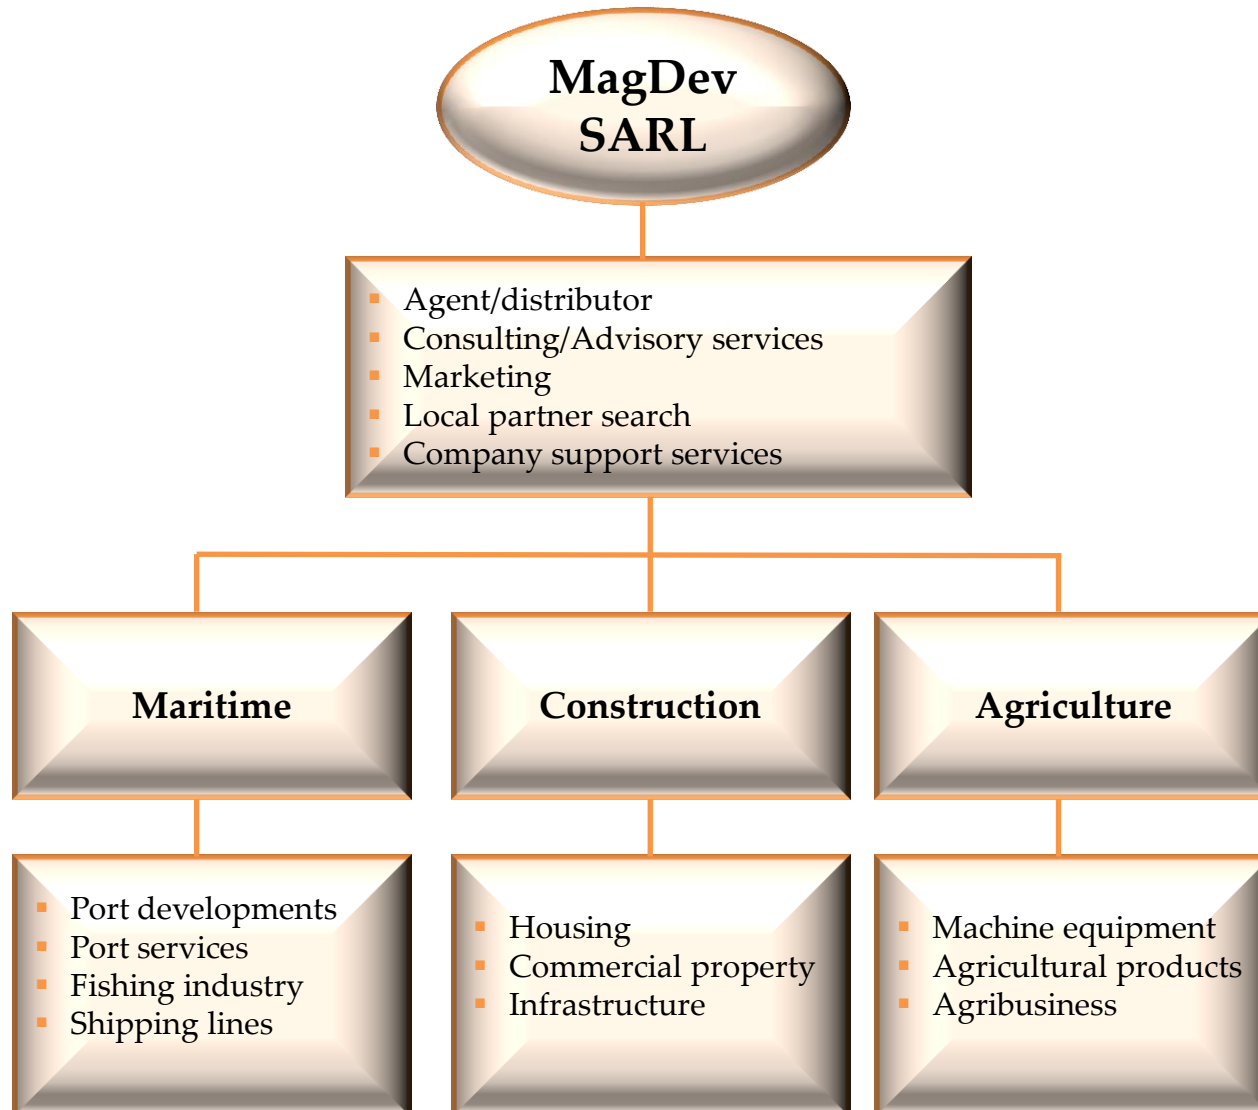 MagDev
SARL
▪ Agent/distributor
▪ Consulting/Advisory services
▪ Marketing
▪ Local partner search
▪ Company support services
Maritime
Construction
Agriculture
▪ Port developments
▪ Port services
▪ Fishing industry
▪ Shipping lines
▪ Housing
▪ Commercial property
▪ Infrastructure
▪ Machine equipment
▪ Agricultural products
▪ Agribusiness